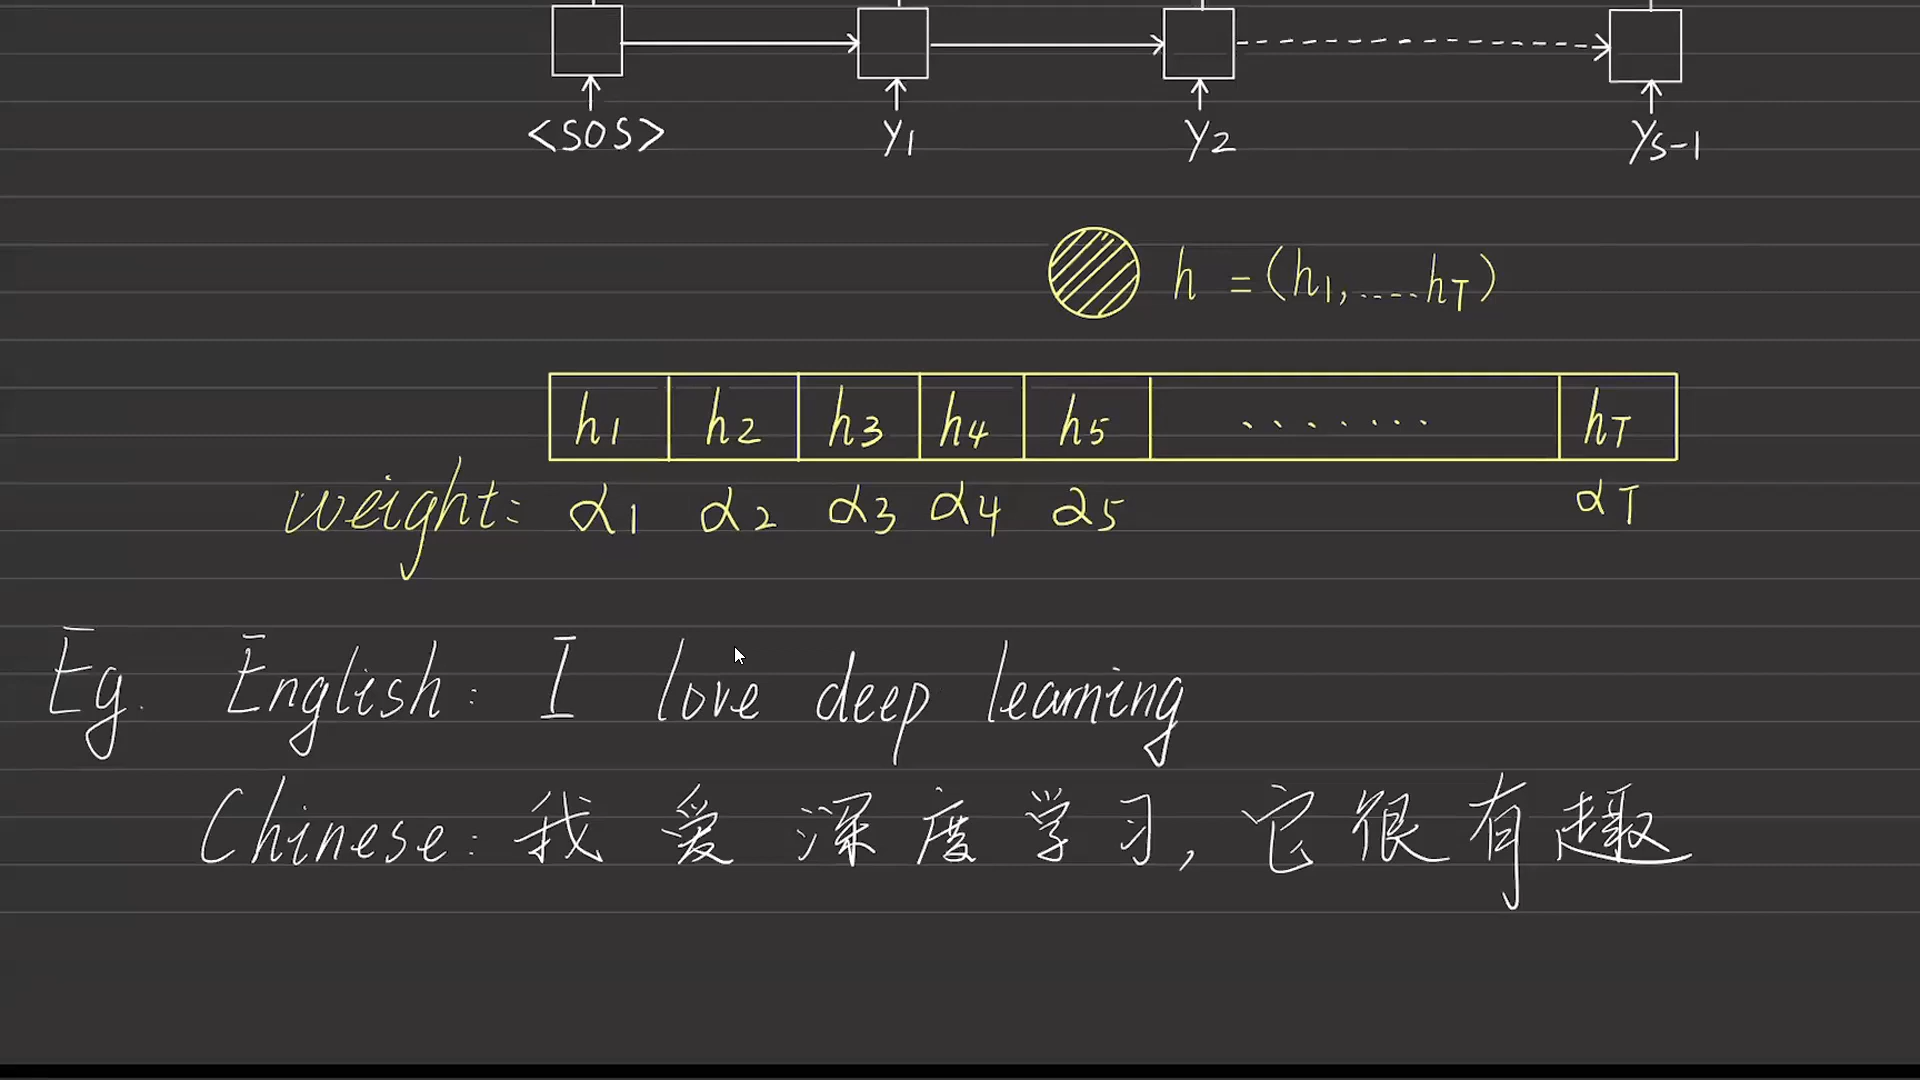 <SOS> y1 y2 yS-1
h = (h1, ..... hT)
h1 h2 h3 h4 h5 ........ hT
weight: α1 α2 α3 α4 α5 αT
Eg. English: I love deep learning
Chinese: 我爱深度学习, 它很有趣